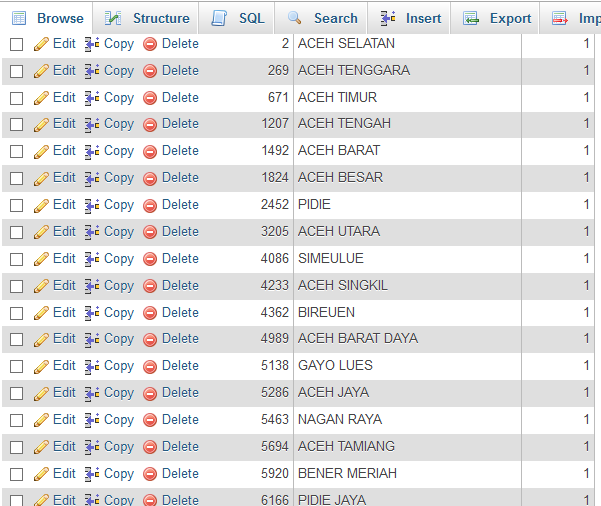 Browse Structure SQL Search Insert Export Imp
Edit Copy Delete 2 ACEH SELATAN 1
Edit Copy Delete 269 ACEH TENGGARA 1
Edit Copy Delete 671 ACEH TIMUR 1
Edit Copy Delete 1207 ACEH TENGAH 1
Edit Copy Delete 1492 ACEH BARAT 1
Edit Copy Delete 1824 ACEH BESAR 1
Edit Copy Delete 2452 PIDIE 1
Edit Copy Delete 3205 ACEH UTARA 1
Edit Copy Delete 4086 SIMEULUE 1
Edit Copy Delete 4233 ACEH SINGKIL 1
Edit Copy Delete 4362 BIREUEN 1
Edit Copy Delete 4989 ACEH BARAT DAYA 1
Edit Copy Delete 5138 GAYO LUES 1
Edit Copy Delete 5286 ACEH JAYA 1
Edit Copy Delete 5463 NAGAN RAYA 1
Edit Copy Delete 5694 ACEH TAMIANG 1
Edit Copy Delete 5920 BENER MERIAH 1
Edit Copy Delete 6166 PIDIE JAYA 1